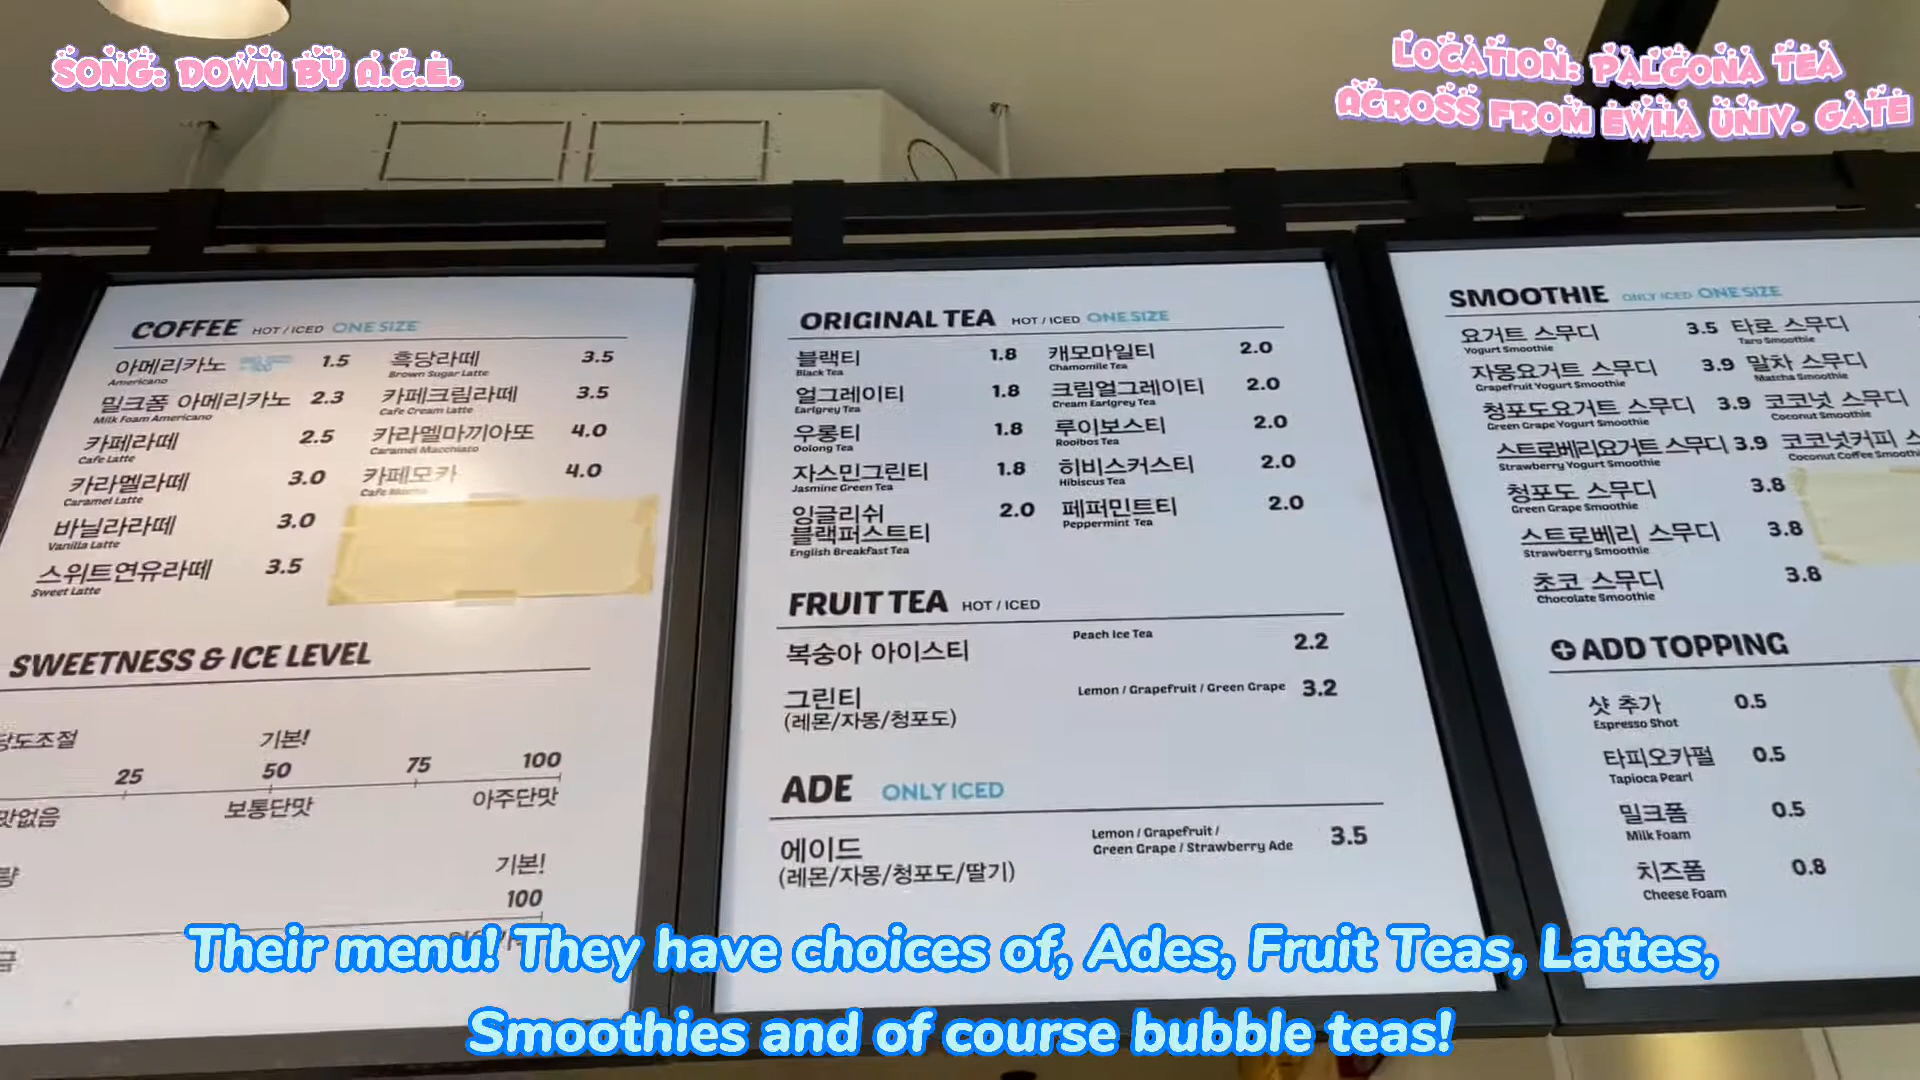 SONG: DOWN BY A.C.E.
LOCATION: PALGONA TEA
ACROSS FROM EWHA UNIV. GATE
COFFEE HOT / ICED ONE SIZE
아메리카노 1.5
Americano
밀크폼 아메리카노 2.3
Milk Foam Americano
카페라떼 2.5
Cafe Latte
카라멜라떼 3.0
Caramel Latte
바닐라라떼 3.0
Vanilla Latte
스위트연유라떼 3.5
Sweet Latte
흑당라떼 3.5
Brown Sugar Latte
카페크림라떼 3.5
Cafe Cream Latte
카라멜마끼아또 4.0
Caramel Macchiato
카페모카 4.0
Cafe Mocha
SWEETNESS & ICE LEVEL
당도조절 기본!
25 50 75 100
보통단맛 아주단맛
기본!
100
ORIGINAL TEA HOT / ICED ONE SIZE
블랙티 1.8
Black Tea
얼그레이티 1.8
Earlgrey Tea
우롱티 1.8
Oolong Tea
자스민그린티 1.8
Jasmine Green Tea
잉글리쉬 2.0
블랙퍼스트티
English Breakfast Tea
캐모마일티 2.0
Chamomile Tea
크림얼그레이티 2.0
Cream Earlgrey Tea
루이보스티 2.0
Rooibos Tea
히비스커스티 2.0
Hibiscus Tea
페퍼민트티 2.0
Peppermint Tea
FRUIT TEA HOT / ICED
복숭아 아이스티 Peach Ice Tea 2.2
그린티 Lemon / Grapefruit / Green Grape 3.2
(레몬/자몽/청포도)
ADE ONLY ICED
에이드 Lemon / Grapefruit / 3.5
Green Grape / Strawberry Ade
(레몬/자몽/청포도/딸기)
SMOOTHIE ONLY ICED ONE SIZE
요거트 스무디 3.5
Yogurt Smoothie
자몽요거트 스무디 3.9
Grapefruit Yogurt Smoothie
청포도요거트 스무디 3.9
Green Grape Yogurt Smoothie
스트로베리요거트 스무디 3.9
Strawberry Yogurt Smoothie
청포도 스무디 3.8
Green Grape Smoothie
스트로베리 스무디 3.8
Strawberry Smoothie
초코 스무디 3.8
Chocolate Smoothie
타로 스무디
Taro Smoothie
말차 스무디
Matcha Smoothie
코코넛 스무디
Coconut Smoothie
코코넛커피
Coconut Coffee
ADD TOPPING
샷 추가 0.5
Espresso Shot
타피오카펄 0.5
Tapioca Pearl
밀크폼 0.5
Milk Foam
치즈폼 0.8
Cheese Foam
Their menu! They have choices of, Ades, Fruit Teas, Lattes,
Smoothies and of course bubble teas!